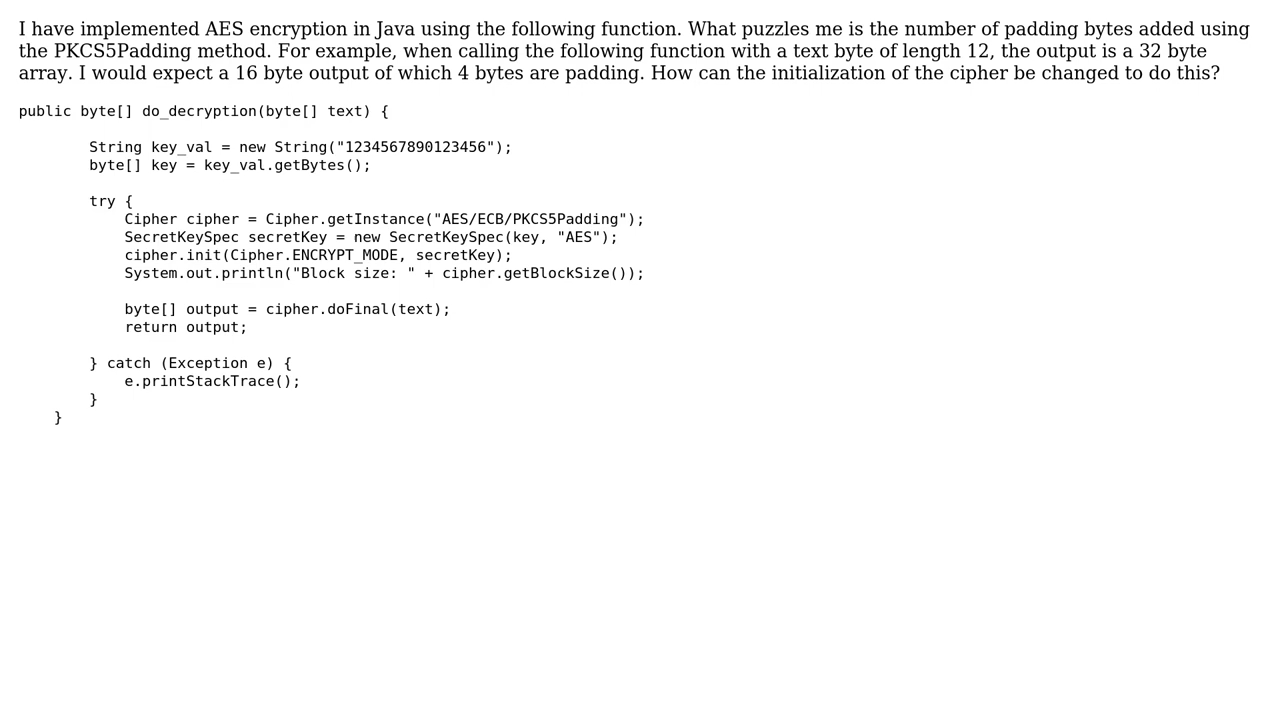 I have implemented AES encryption in Java using the following function. What puzzles me is the number of padding bytes added using
the PKCS5Padding method. For example, when calling the following function with a text byte of length 12, the output is a 32 byte
array. I would expect a 16 byte output of which 4 bytes are padding. How can the initialization of the cipher be changed to do this?
public byte[] do_decryption(byte[] text) {
        String key_val = new String("1234567890123456");
        byte[] key = key_val.getBytes();
        try {
            Cipher cipher = Cipher.getInstance("AES/ECB/PKCS5Padding");
            SecretKeySpec secretKey = new SecretKeySpec(key, "AES");
            cipher.init(Cipher.ENCRYPT_MODE, secretKey);
            System.out.println("Block size: " + cipher.getBlockSize());
            byte[] output = cipher.doFinal(text);
            return output;
        } catch (Exception e) {
            e.printStackTrace();
        }
    }